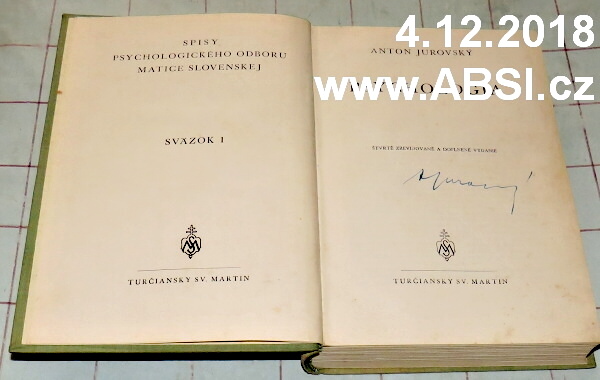 SPISY
PSYCHOLOGICKÉHO ODBORU
MATICE SLOVENSKEJ
SVÄZOK 1
TURČIANSKY SV. MARTIN
4.12.2018
ANTON JUROVSKÝ
www.ABSI.cz
ŠTVRTÉ ZREVIDOVANÉ A DOPLNENÉ VYDANIE
TURČIANSKY SV. MARTIN